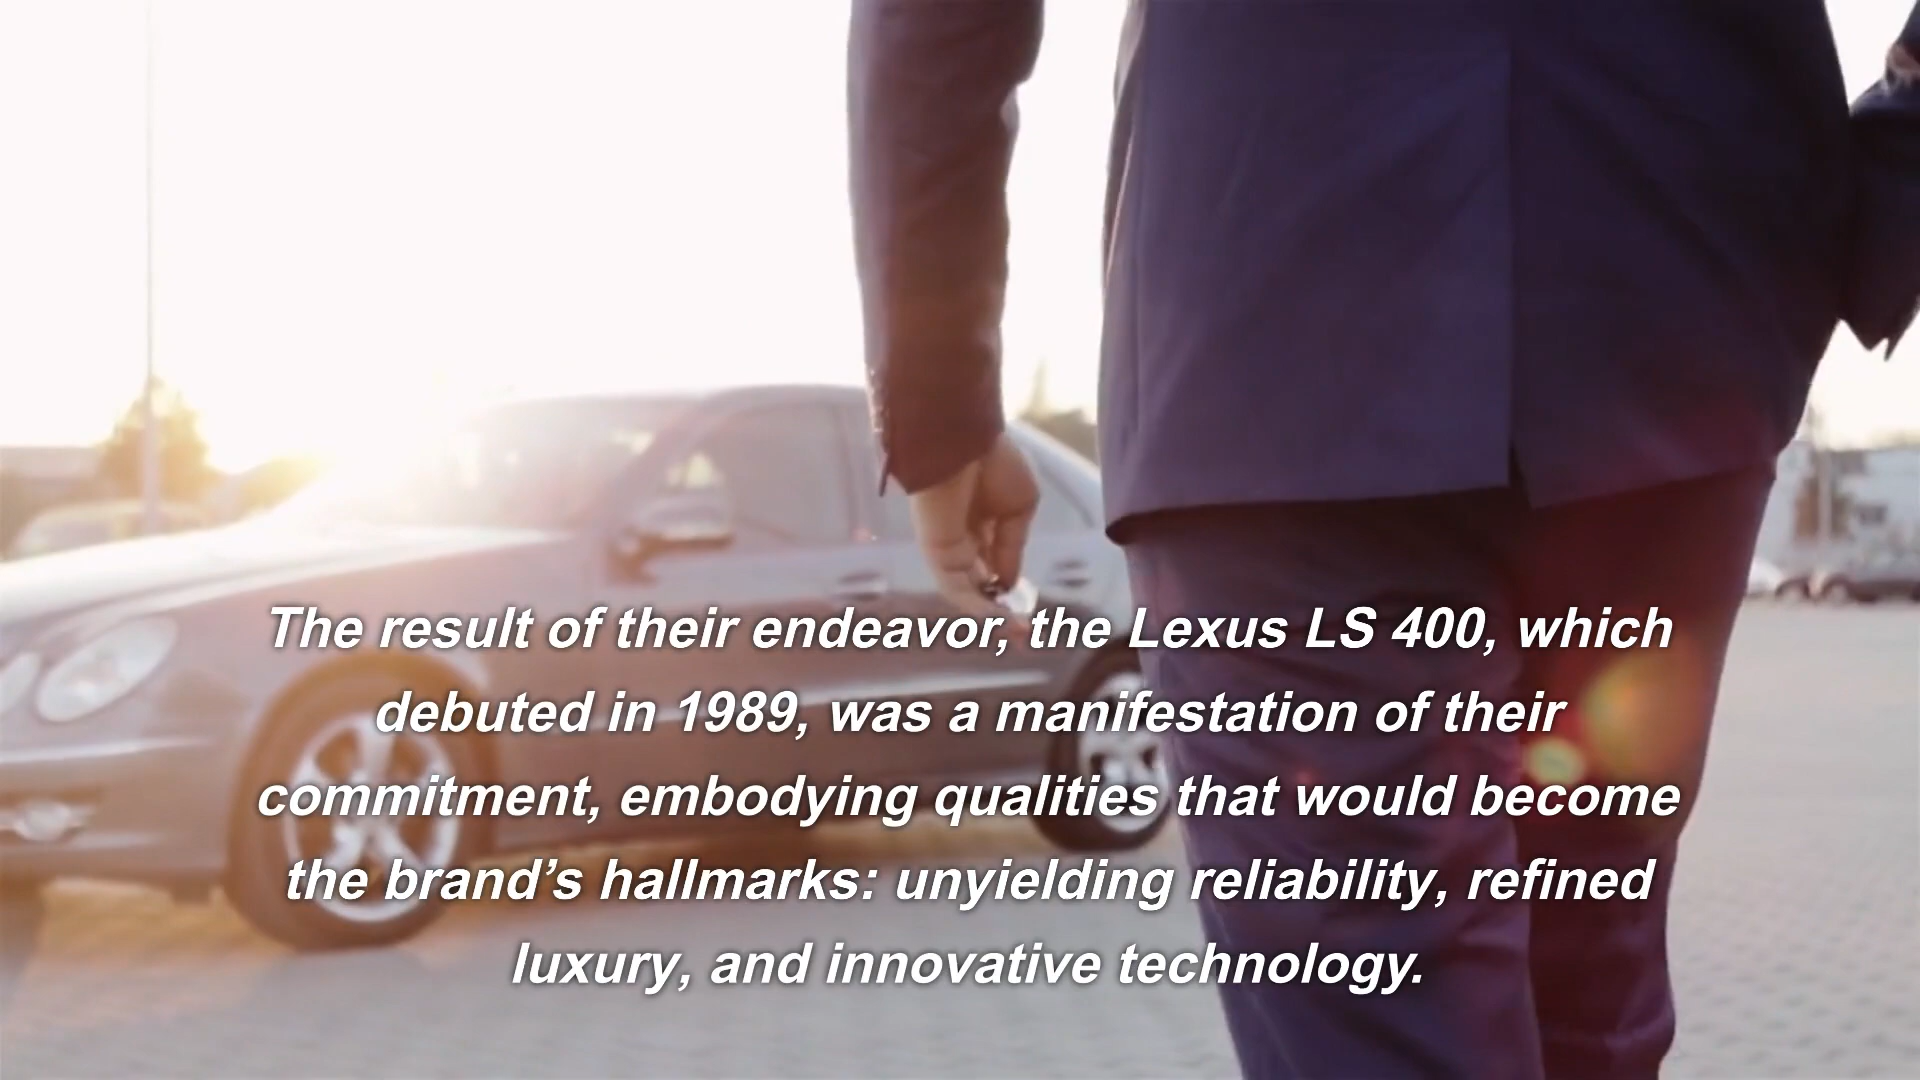 The result of their endeavor, the Lexus LS 400, which
debuted in 1989, was a manifestation of their
commitment, embodying qualities that would become
the brand’s hallmarks: unyielding reliability, refined
luxury, and innovative technology.